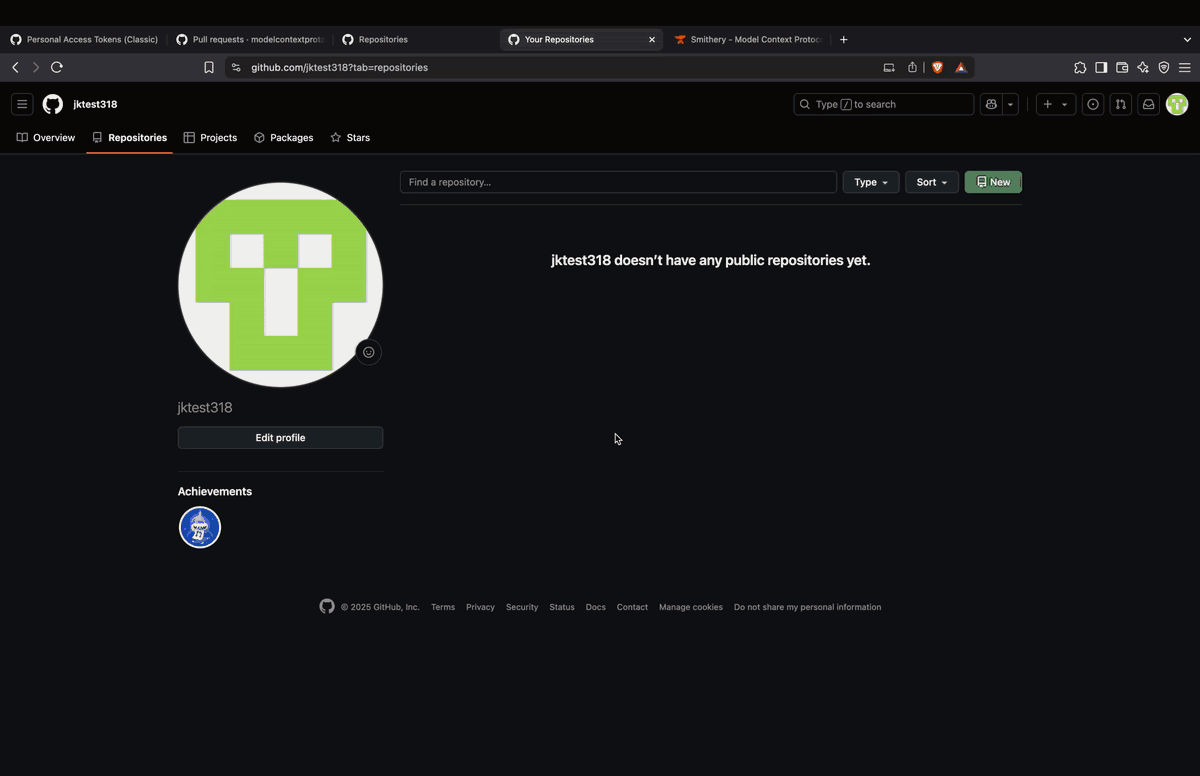 Personal Access Tokens (Classic)
Pull requests · modelcontextproto
Repositories
Your Repositories
Smithery - Model Context Protoc
github.com/jktest318?tab=repositories
jktest318
Type / to search
Overview
Repositories
Projects
Packages
Stars
Find a repository...
Type
Sort
New
jktest318 doesn’t have any public repositories yet.
jktest318
Edit profile
Achievements
© 2025 GitHub, Inc. Terms Privacy Security Status Docs Contact Manage cookies Do not share my personal information